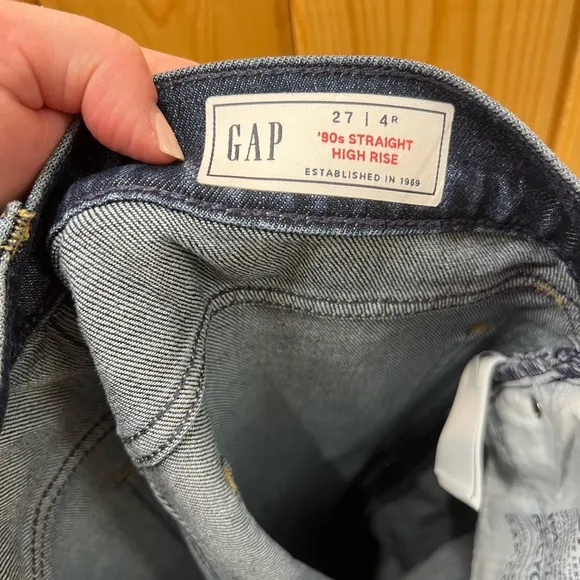 GAP
27 | 4R
'90s STRAIGHT
HIGH RISE
ESTABLISHED IN 1969